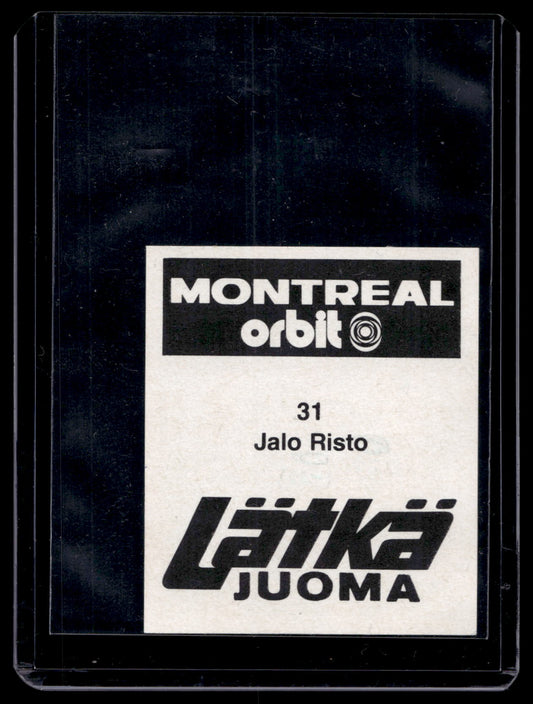 MONTREAL
orbit
31
Jalo Risto
Lätkä
JUOMA